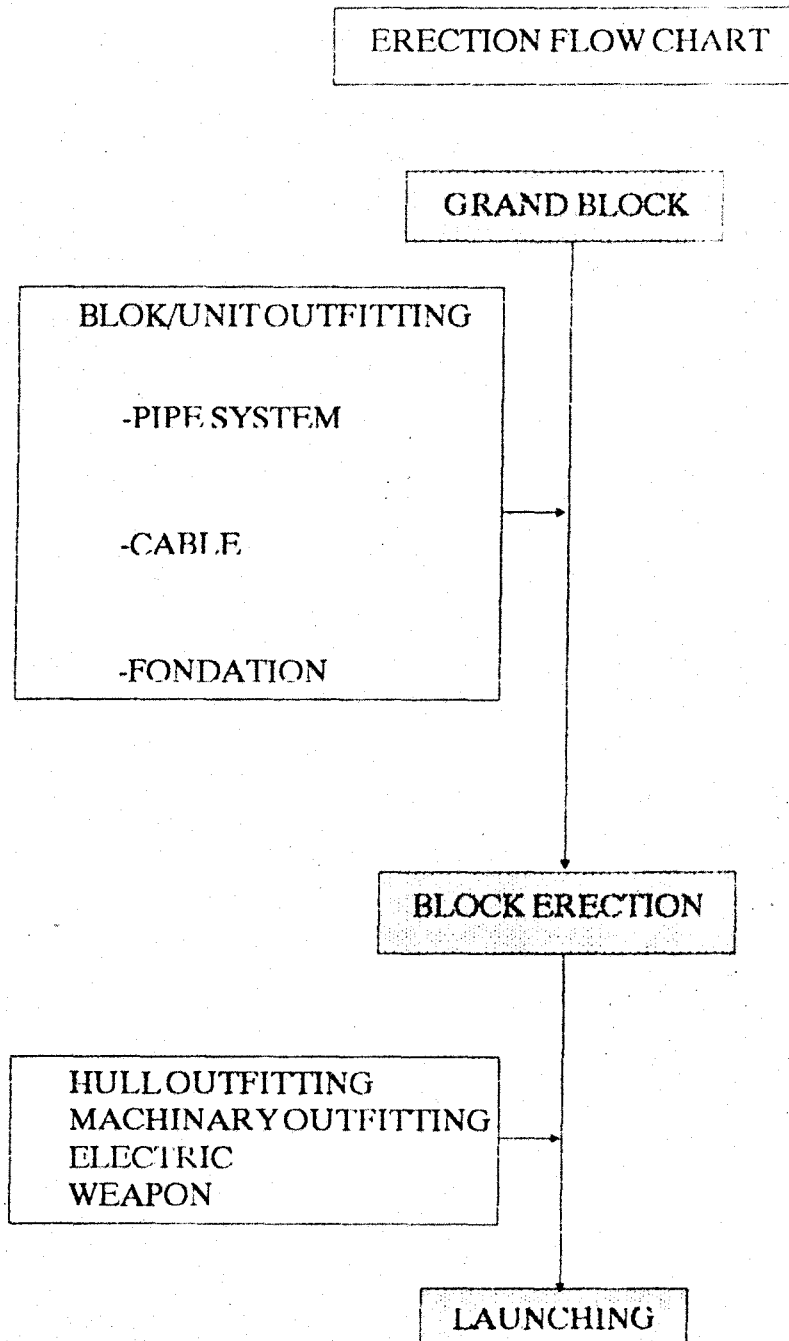 ERECTION FLOW CHART
GRAND BLOCK
BLOK/UNIT OUTFITTING
-PIPE SYSTEM
-CABLE
-FONDATION
BLOCK ERECTION
HULL OUTFITTING
MACHINARY OUTFITTING
ELECTRIC
WEAPON
LAUNCHING